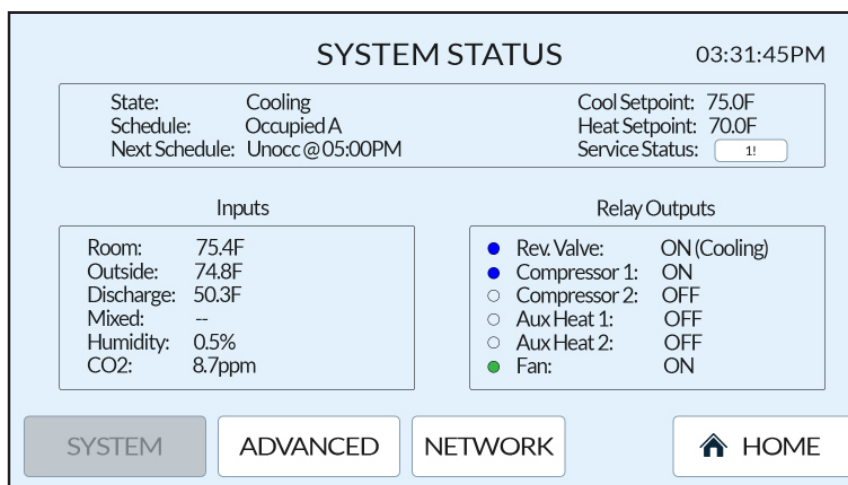 SYSTEM STATUS 03:31:45PM
State: Cooling Cool Setpoint: 75.0F
Schedule: Occupied A Heat Setpoint: 70.0F
Next Schedule: Unocc @ 05:00PM Service Status: 1!
Inputs
Room: 75.4F
Outside: 74.8F
Discharge: 50.3F
Mixed: --
Humidity: 0.5%
CO2: 8.7ppm
Relay Outputs
Rev. Valve: ON (Cooling)
Compressor 1: ON
Compressor 2: OFF
Aux Heat 1: OFF
Aux Heat 2: OFF
Fan: ON
SYSTEM ADVANCED NETWORK HOME